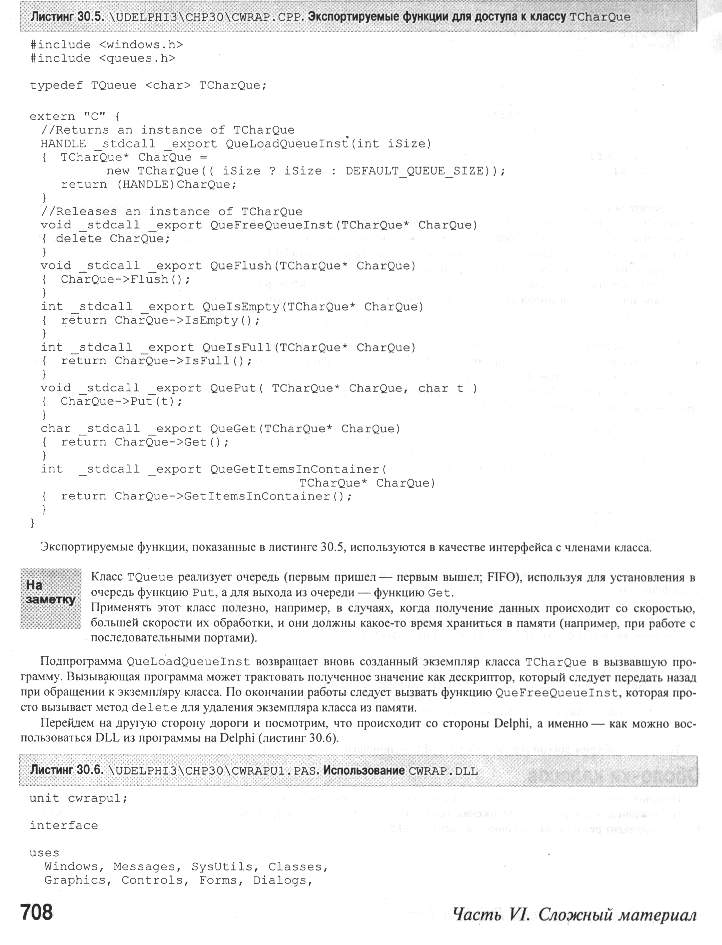 Листинг 30.5. \UDELPHI3\CHP30\CWRAP.CPP. Экспортируемые функции для доступа к классу TCharQue
#include <windows.h>
#include <queues.h>
typedef TQueue <char> TCharQue;
extern "C" {
//Returns an instance of TCharQue
HANDLE _stdcall _export QueLoadQueueInst(int iSize)
{ TCharQue* CharQue =
new TCharQue(( iSize ? iSize : DEFAULT_QUEUE_SIZE));
return (HANDLE)CharQue;
}
//Releases an instance of TCharQue
void _stdcall _export QueFreeQueueInst(TCharQue* CharQue)
{ delete CharQue;
}
void _stdcall _export QueFlush(TCharQue* CharQue)
{ CharQue->Flush();
}
int _stdcall _export QueIsEmpty(TCharQue* CharQue)
{ return CharQue->IsEmpty();
}
int _stdcall _export QueIsFull(TCharQue* CharQue)
{ return CharQue->IsFull();
}
void _stdcall _export QuePut( TCharQue* CharQue, char t )
{ CharQue->Put(t);
}
char _stdcall _export QueGet(TCharQue* CharQue)
{ return CharQue->Get();
}
int _stdcall _export QueGetItemsInContainer(
TCharQue* CharQue)
{ return CharQue->GetItemsInContainer();
}
}
Экспортируемые функции, показанные в листинге 30.5, используются в качестве интерфейса с членами класса.
На
заметку
Класс TQueue реализует очередь (первым пришел — первым вышел; FIFO), используя для установления в
очередь функцию Put, а для выхода из очереди — функцию Get.
Применять этот класс полезно, например, в случаях, когда получение данных происходит со скоростью,
большей скорости их обработки, и они должны какое-то время храниться в памяти (например, при работе с
последовательными портами).
Подпрограмма QueLoadQueueInst возвращает вновь созданный экземпляр класса TCharQue в вызвавшую про-
грамму. Вызывающая программа может трактовать полученное значение как дескриптор, который следует передать назад
при обращении к экземпляру класса. По окончании работы следует вызвать функцию QueFreeQueueInst, которая про-
сто вызывает метод delete для удаления экземпляра класса из памяти.
Перейдем на другую сторону дороги и посмотрим, что происходит со стороны Delphi, а именно — как можно вос-
пользоваться DLL из программы на Delphi (листинг 30.6).
Листинг 30.6. \UDELPHI3\CHP30\CWRAPU1.PAS. Использование CWRAP.DLL
unit cwrapu1;
interface
uses
Windows, Messages, SysUtils, Classes,
Graphics, Controls, Forms, Dialogs,
708
Часть VI. Сложный материал